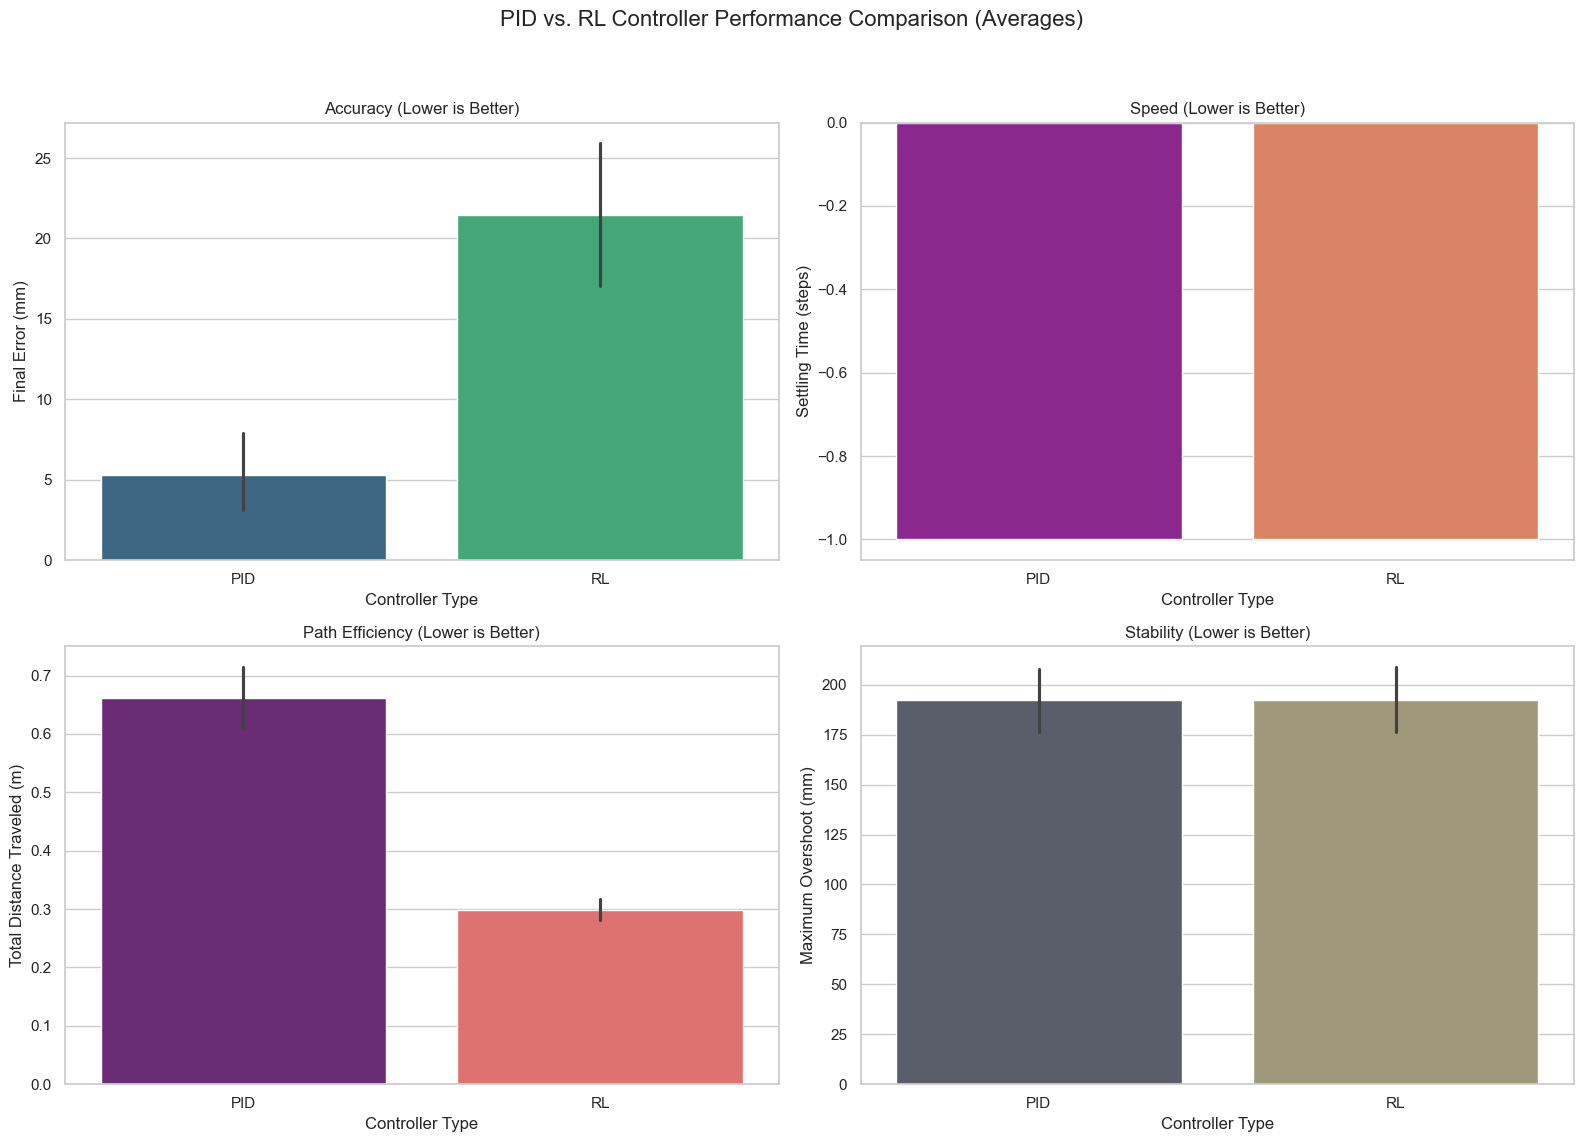 PID vs. RL Controller Performance Comparison (Averages)
Accuracy (Lower is Better)
Final Error (mm)
25
20
15
10
5
0
PID
RL
Controller Type
Speed (Lower is Better)
Settling Time (steps)
0.0
−0.2
−0.4
−0.6
−0.8
−1.0
PID
RL
Controller Type
Path Efficiency (Lower is Better)
Total Distance Traveled (m)
0.7
0.6
0.5
0.4
0.3
0.2
0.1
0.0
PID
RL
Controller Type
Stability (Lower is Better)
Maximum Overshoot (mm)
200
175
150
125
100
75
50
25
0
PID
RL
Controller Type